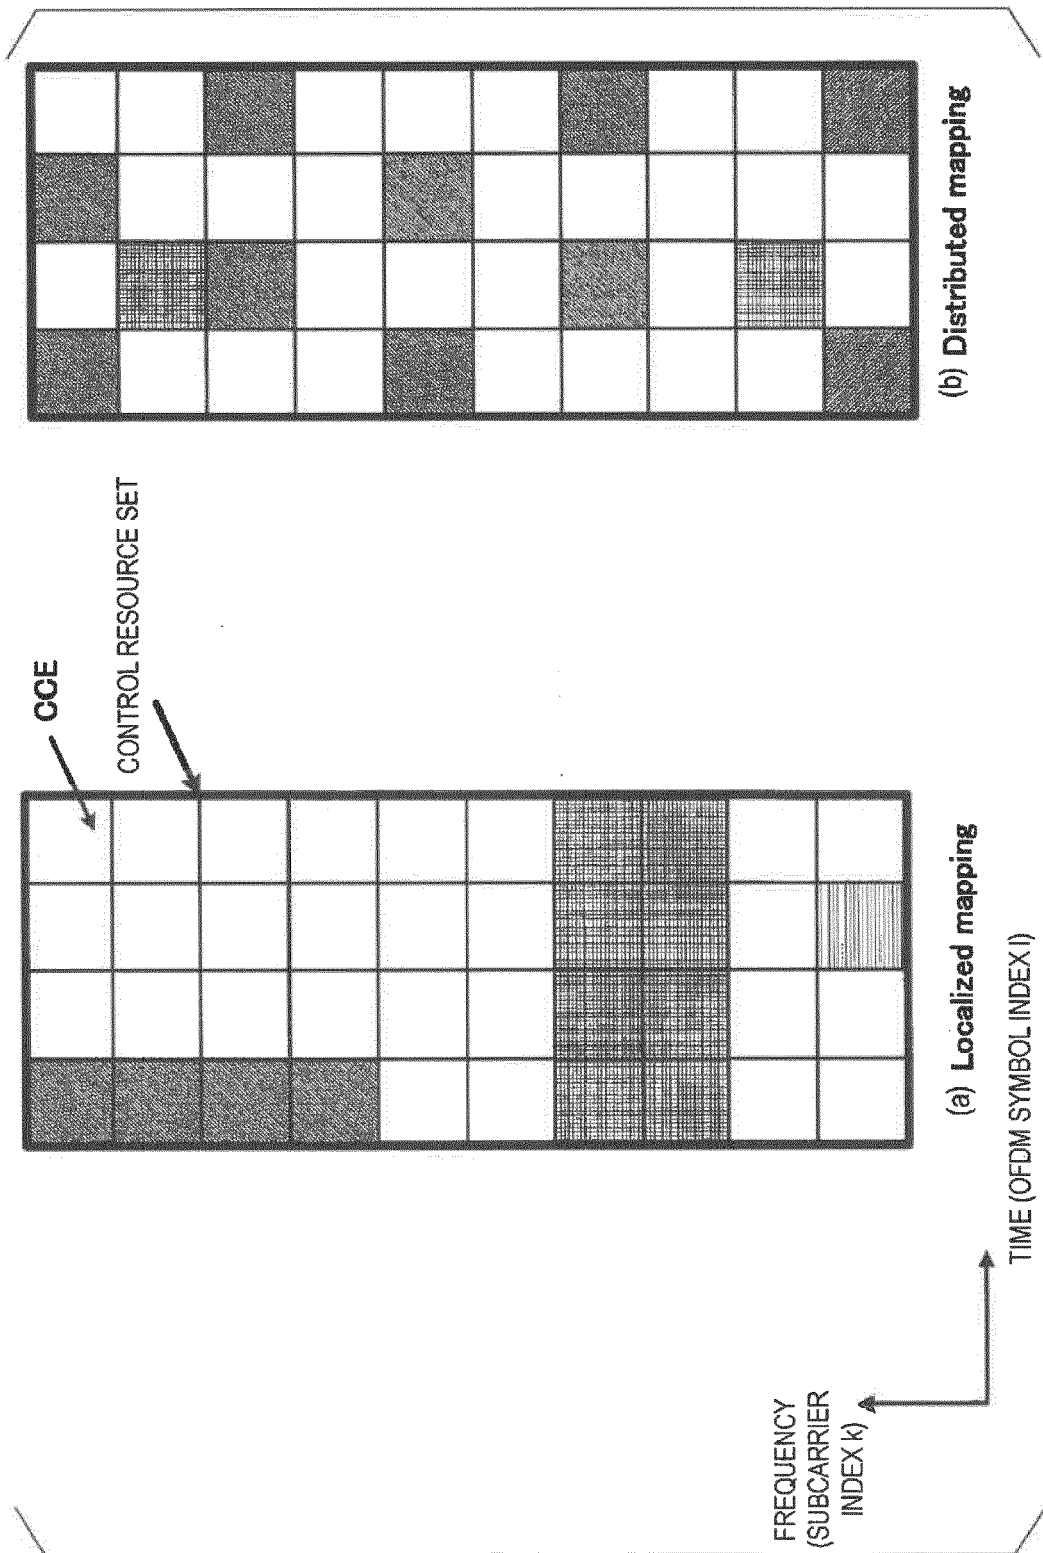 CCE
CONTROL RESOURCE SET
(a) Localized mapping
(b) Distributed mapping
FREQUENCY
(SUBCARRIER
INDEX k)
TIME (OFDM SYMBOL INDEX l)